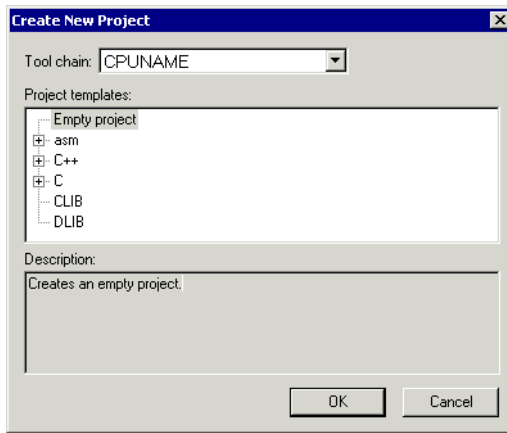 Create New Project
Tool chain: CPUNAME
Project templates:
Empty project
asm
C++
C
CLIB
DLIB
Description:
Creates an empty project.
OK Cancel